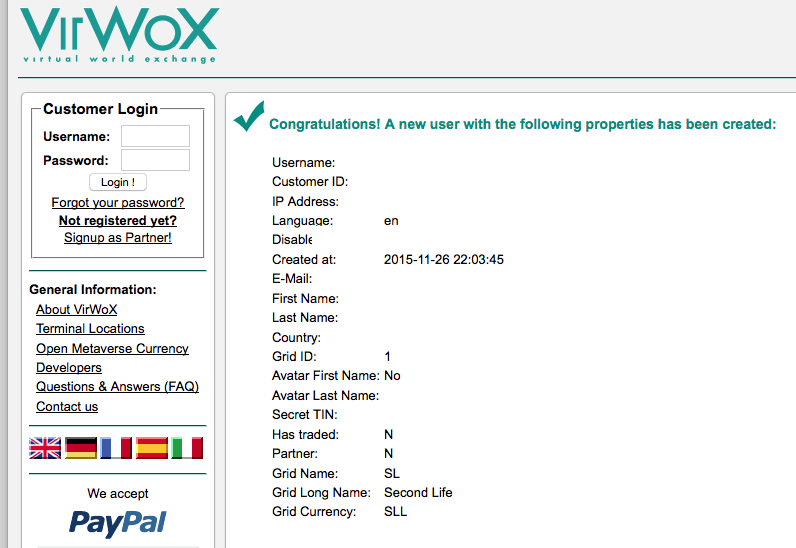 VirWoX
virtual world exchange
Customer Login
Username:
Password:
Login !
Forgot your password?
Not registered yet?
Signup as Partner!
General Information:
About VirWoX
Terminal Locations
Open Metaverse Currency
Developers
Questions & Answers (FAQ)
Contact us
We accept
PayPal
Congratulations! A new user with the following properties has been created:
Username:
Customer ID:
IP Address:
Language: en
Disable
Created at: 2015-11-26 22:03:45
E-Mail:
First Name:
Last Name:
Country:
Grid ID: 1
Avatar First Name: No
Avatar Last Name:
Secret TIN:
Has traded: N
Partner: N
Grid Name: SL
Grid Long Name: Second Life
Grid Currency: SLL